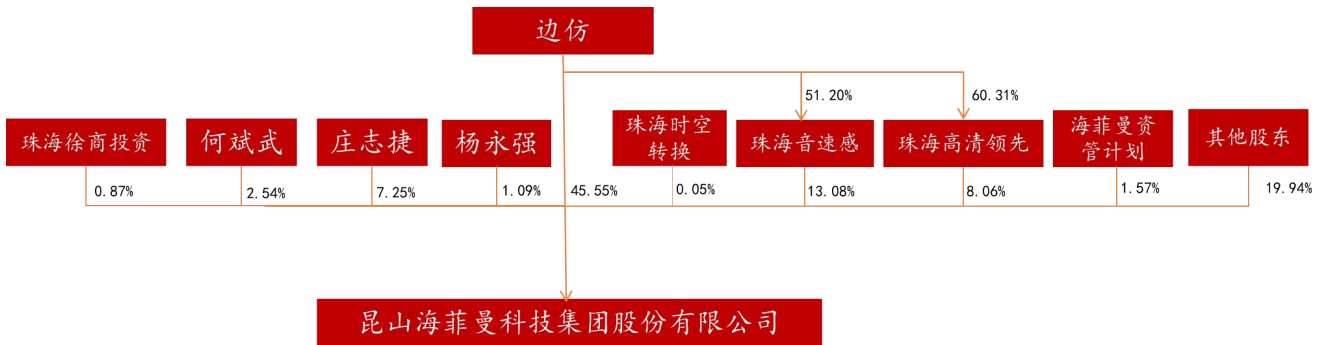 边仿
51.20%
60.31%
珠海徐商投资
何斌武
庄志捷
杨永强
珠海时空
转换
珠海音速感
珠海高清领先
海菲曼资
管计划
其他股东
0.87%
2.54%
7.25%
1.09%
45.55%
0.05%
13.08%
8.06%
1.57%
19.94%
昆山海菲曼科技集团股份有限公司